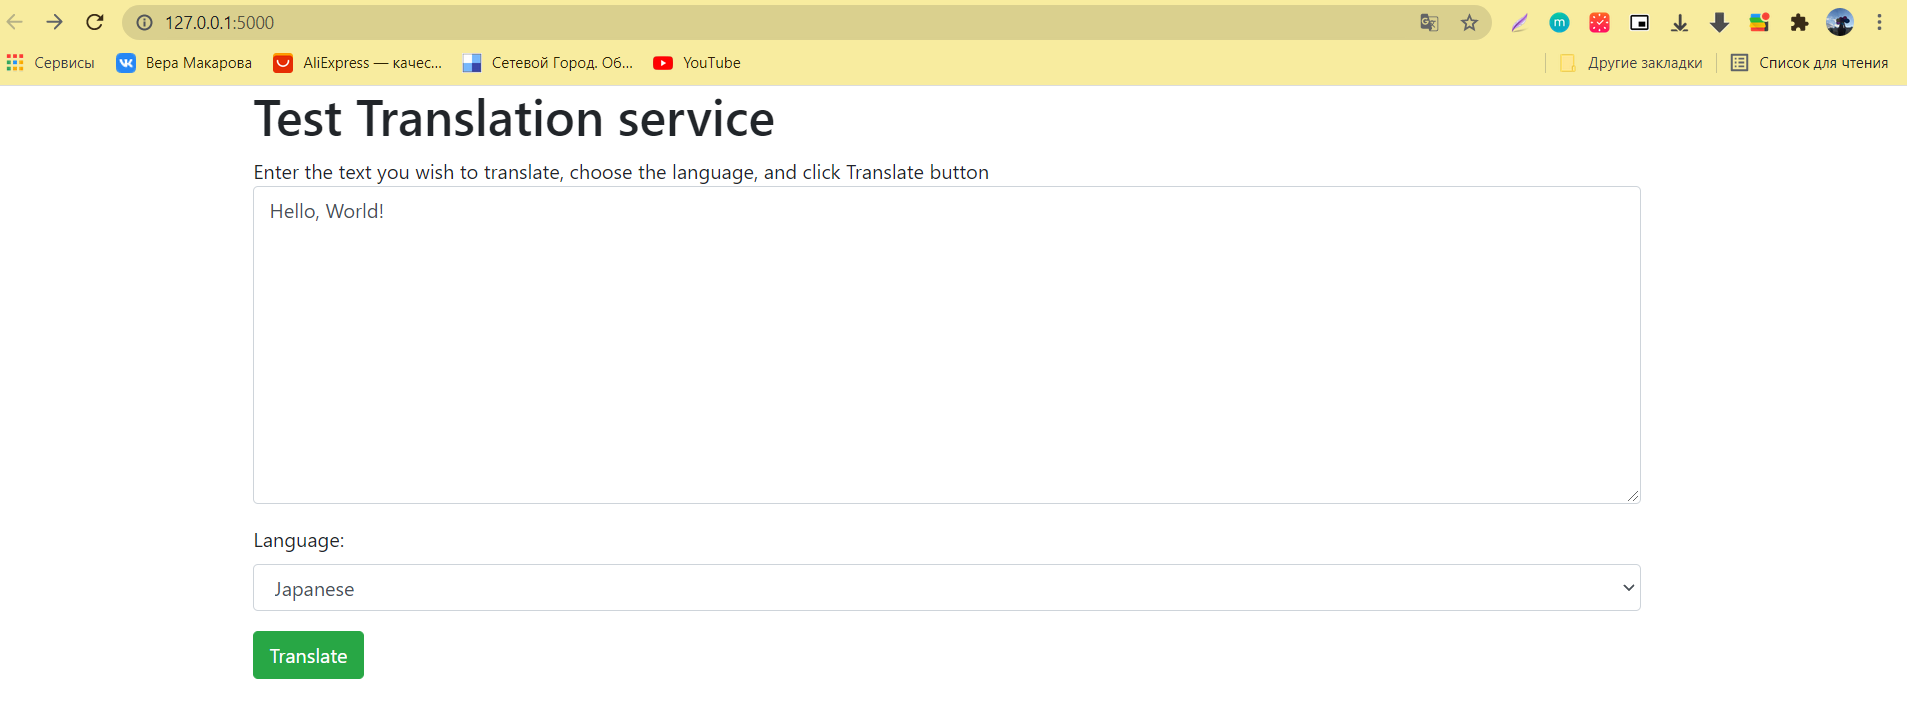 127.0.0.1:5000
Сервисы Вера Макарова AliExpress — качес... Сетевой Город. Об... YouTube Другие закладки Список для чтения
Test Translation service
Enter the text you wish to translate, choose the language, and click Translate button
Hello, World!
Language:
Japanese
Translate